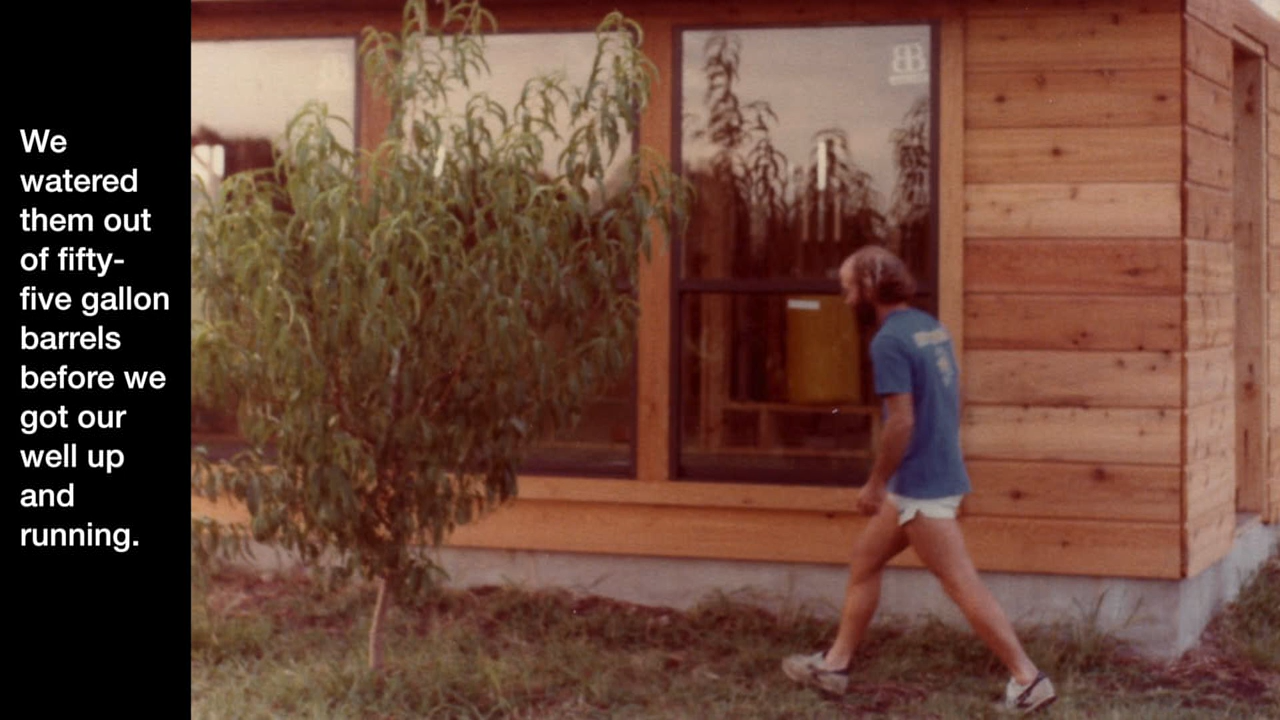 We
watered
them out
of fifty-
five gallon
barrels
before we
got our
well up
and
running.